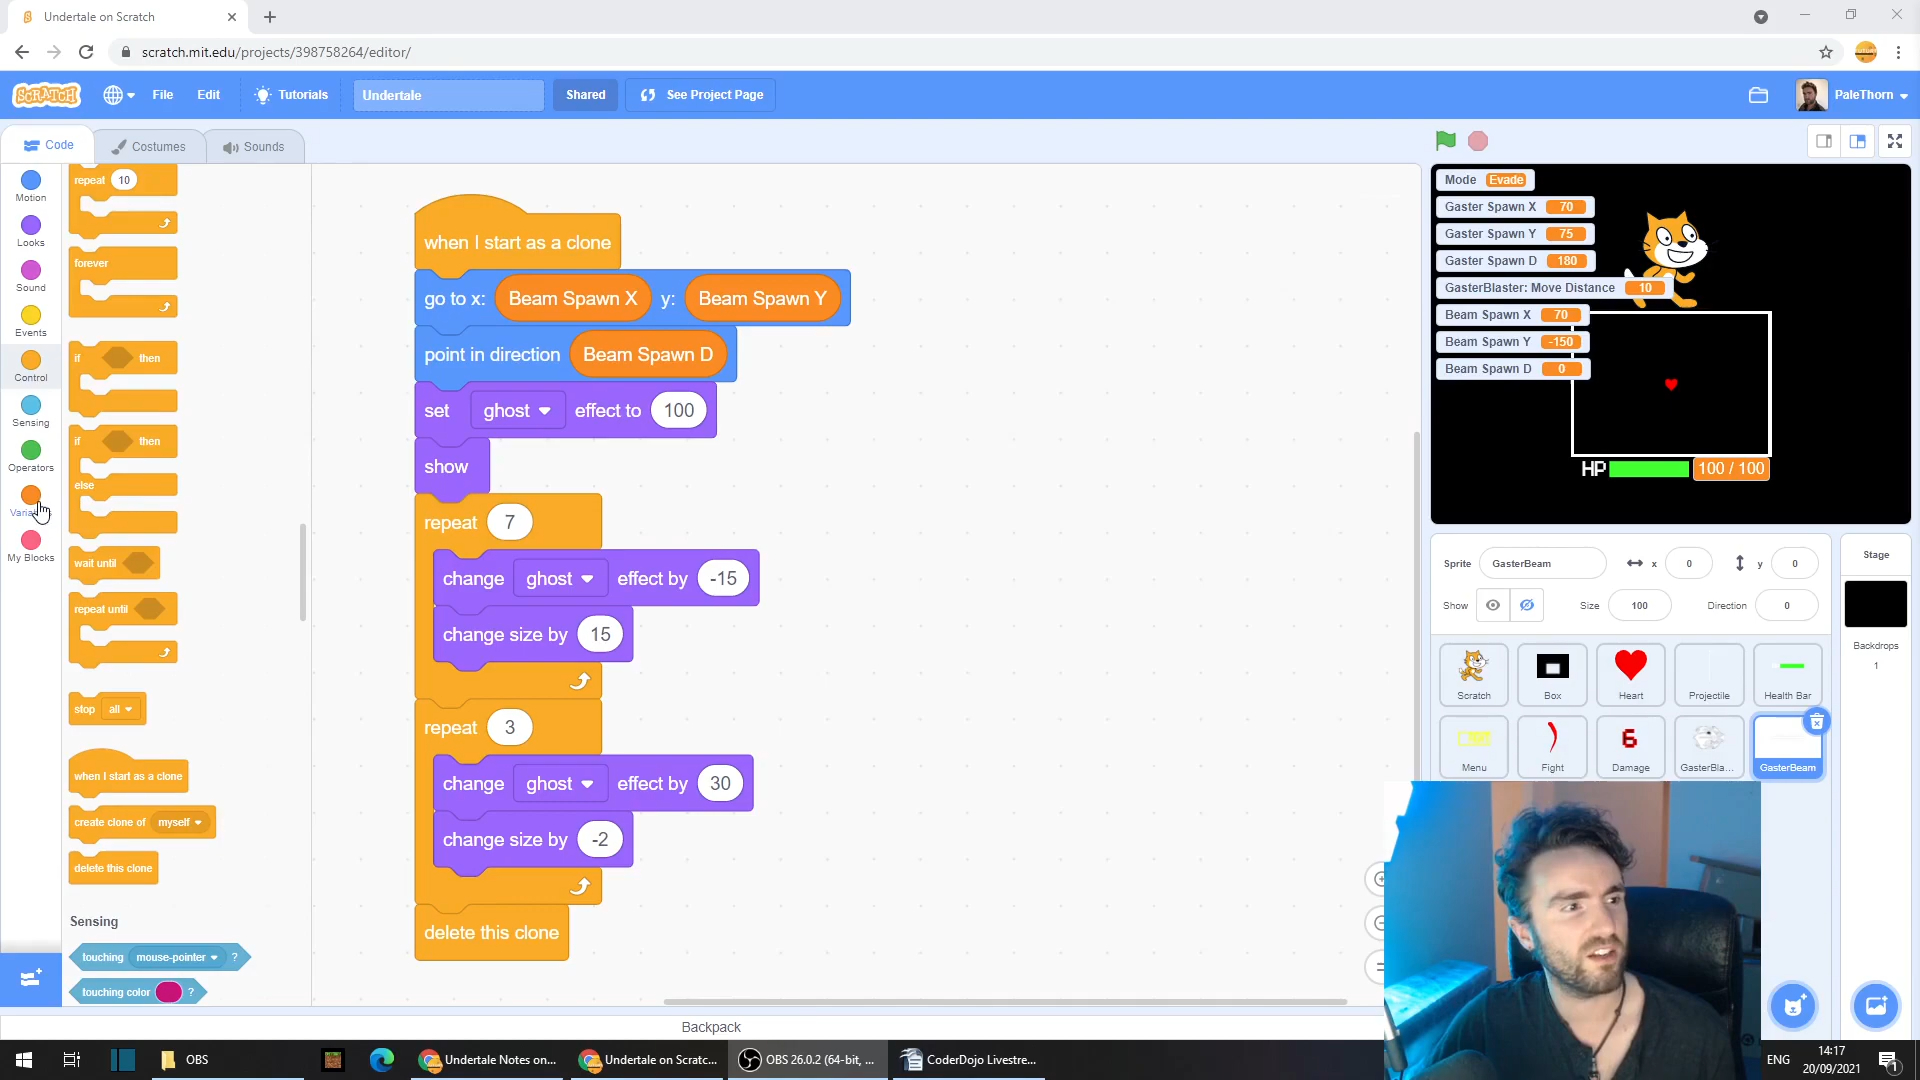 Undertale on Scratch
scratch.mit.edu/projects/398758264/editor/
SCRATCH
File
Edit
Tutorials
Undertale
Shared
See Project Page
PaleThorn
Code
Costumes
Sounds
Motion
Looks
Sound
Events
Control
Sensing
Operators
My Blocks
repeat 10
forever
if then
if then
else
wait until
repeat until
stop all
when I start as a clone
create clone of myself
delete this clone
Sensing
touching mouse-pointer ?
touching color ?
when I start as a clone
go to x: Beam Spawn X y: Beam Spawn Y
point in direction Beam Spawn D
set ghost effect to 100
show
repeat 7
change ghost effect by -15
change size by 15
repeat 3
change ghost effect by 30
change size by -2
delete this clone
Mode Evade
Gaster Spawn X 70
Gaster Spawn Y 75
Gaster Spawn D 180
GasterBlaster: Move Distance 10
Beam Spawn X 70
Beam Spawn Y -150
Beam Spawn D 0
HP 100 / 100
Sprite GasterBeam x 0 y 0
Show Size 100 Direction 0
Stage
Backdrops
1
Scratch
Box
Heart
Projectile
Health Bar
Menu
Fight
6
Damage
GasterBla...
GasterBeam
Backpack
OBS
Undertale Notes on...
Undertale on Scratc...
OBS 26.0.2 (64-bit, ...
CoderDojo Livestre...
ENG
14:17
20/09/2021
1